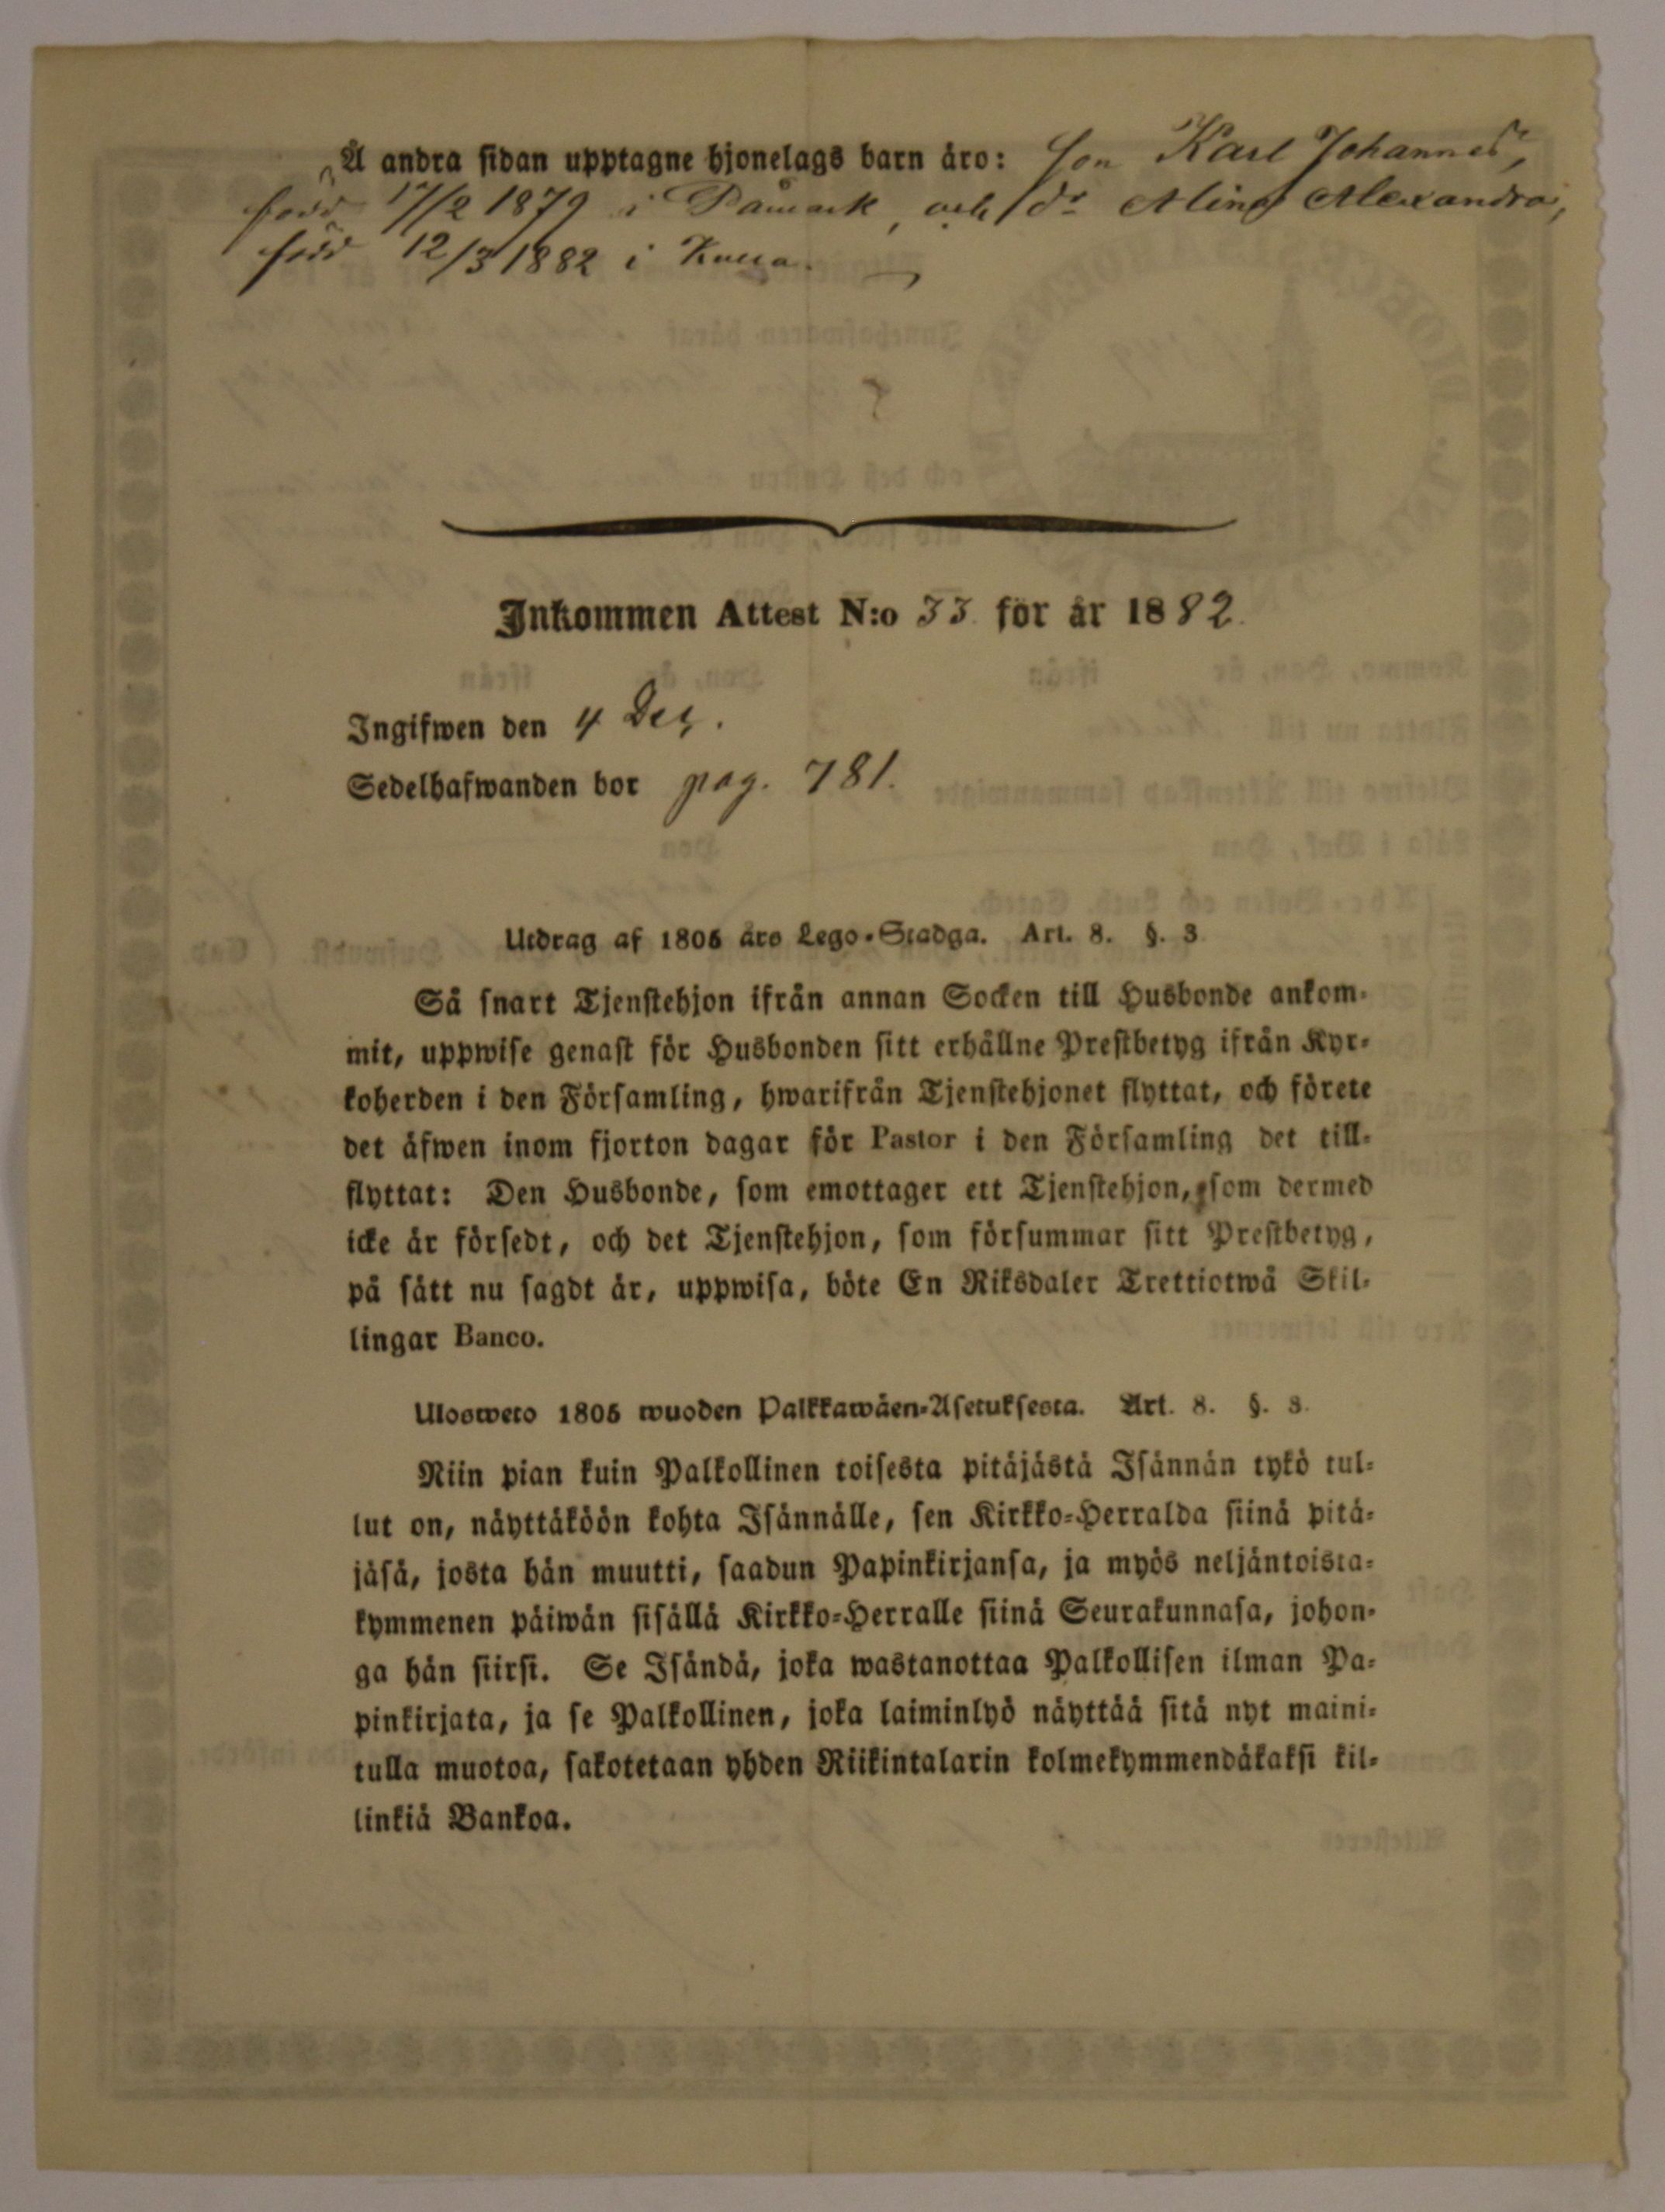 Å andra sidan upptagne hjonelags barn äro: son Karl Johannes,
född 17/2 1879 i Påmark, och dr Alina Alexandra,
född 12/3 1882 i
Inkommen Attest N:o 33 för år 1882.
Ingifwen den 4 Dec.
Sedelhafwanden bor pag. 781.
Utdrag af 1805 års Lego-Stadga. Art. 8. §. 3.
Så snart Tjenstehjon ifrån annan Socken till Husbonde ankom-
mit, uppwise genast för Husbonden sitt erhållne Prestbetyg ifrån Kyr-
koherden i den Församling, hwarifrån Tjenstehjonet flyttat, och förete
det äfwen inom fjorton dagar för Pastor i den Församling det till-
flyttat: Den Husbonde, som emottager ett Tjenstehjon, som dermed
icke är försedt, och det Tjenstehjon, som försummar sitt Prestbetyg,
på sätt nu sagdt är, uppwisa, böte En Riksdaler Trettiotwå Skil-
lingar Banco.
Ulosweto 1805 wuoden Palkkawäen-Asetuksesta. Art. 8. §. 3.
Niin pian kuin Palkollinen toisesta pitäjästä Isännän tykö tul-
lut on, näyttäköön kohta Isännälle, sen Kirkko-Herralda siinä pitä-
jäsä, josta hän muutti, saadun Papinkirjansa, ja myös neljäntoista-
kymmenen päiwän sisällä Kirkko-Herralle siinä Seurakunnasa, johon-
ga hän siirsi. Se Isändä, joka wastanottaa Palkollisen ilman Pa-
pinkirjata, ja se Palkollinen, joka laiminlyö näyttää sitä nyt maini-
tulla muotoa, sakotetaan yhden Riikintalarin kolmekymmendäkaksi kil-
linkiä Bankoa.